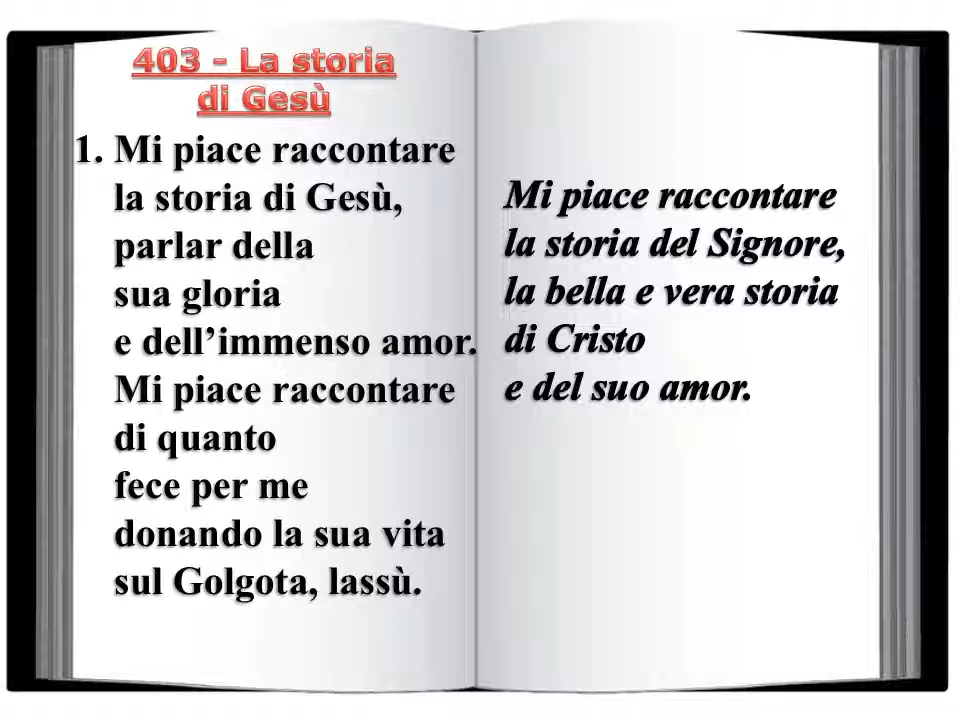 403 - La storia
di Gesù
1. Mi piace raccontare
la storia di Gesù,
parlar della
sua gloria
e dell’immenso amor.
Mi piace raccontare
di quanto
fece per me
donando la sua vita
sul Golgota, lassù.
Mi piace raccontare
la storia del Signore,
la bella e vera storia
di Cristo
e del suo amor.